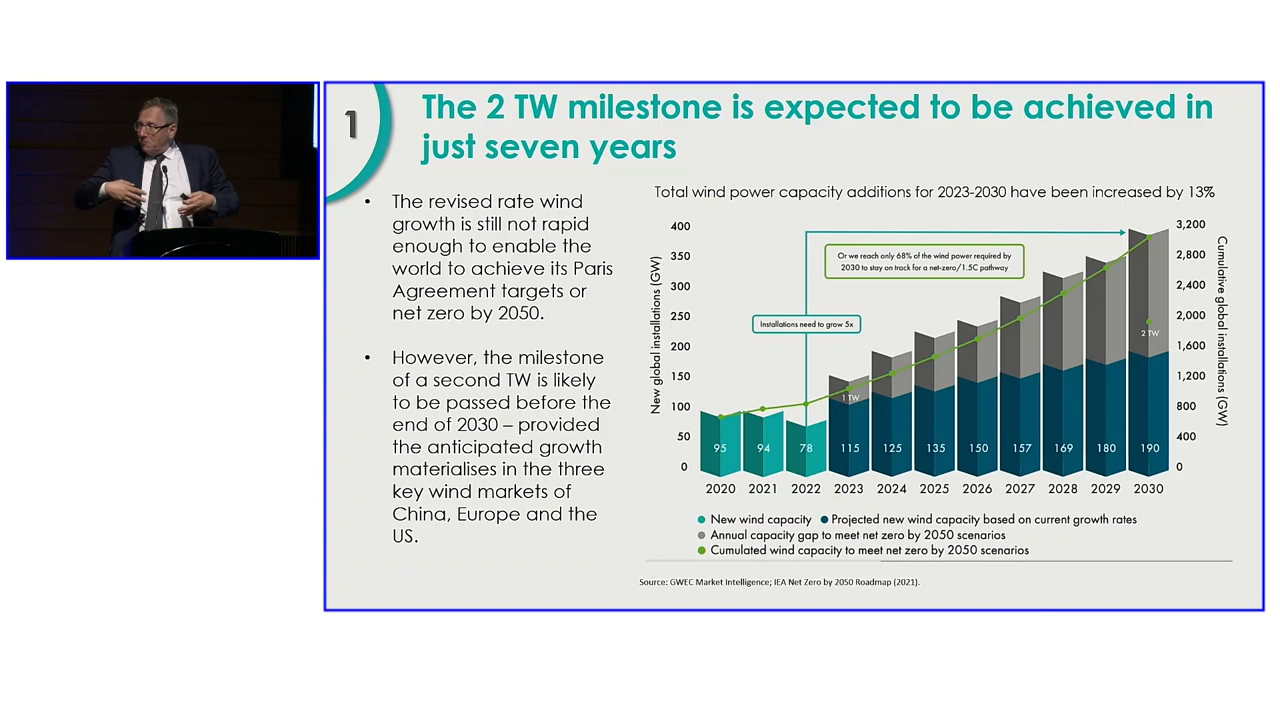 1
The 2 TW milestone is expected to be achieved in
just seven years
• The revised rate wind
growth is still not rapid
enough to enable the
world to achieve its Paris
Agreement targets or
net zero by 2050.
• However, the milestone
of a second TW is likely
to be passed before the
end of 2030 – provided
the anticipated growth
materialises in the three
key wind markets of
China, Europe and the
US.
Total wind power capacity additions for 2023-2030 have been increased by 13%
New global installations (GW)
400
350
300
250
200
150
100
50
0
Or we reach only 68% of the wind power required by
2030 to stay on track for a net-zero/1.5C pathway
Installations need to grow 5x
1 TW
2 TW
95 94 78 115 125 135 150 157 169 180 190
2020 2021 2022 2023 2024 2025 2026 2027 2028 2029 2030
3,200
2,800
2,400
2,000
1,600
1,200
800
400
0
Cumulative global installations (GW)
New wind capacity Projected new wind capacity based on current growth rates
Annual capacity gap to meet net zero by 2050 scenarios
Cumulated wind capacity to meet net zero by 2050 scenarios
Source: GWEC Market Intelligence; IEA Net Zero by 2050 Roadmap (2021).